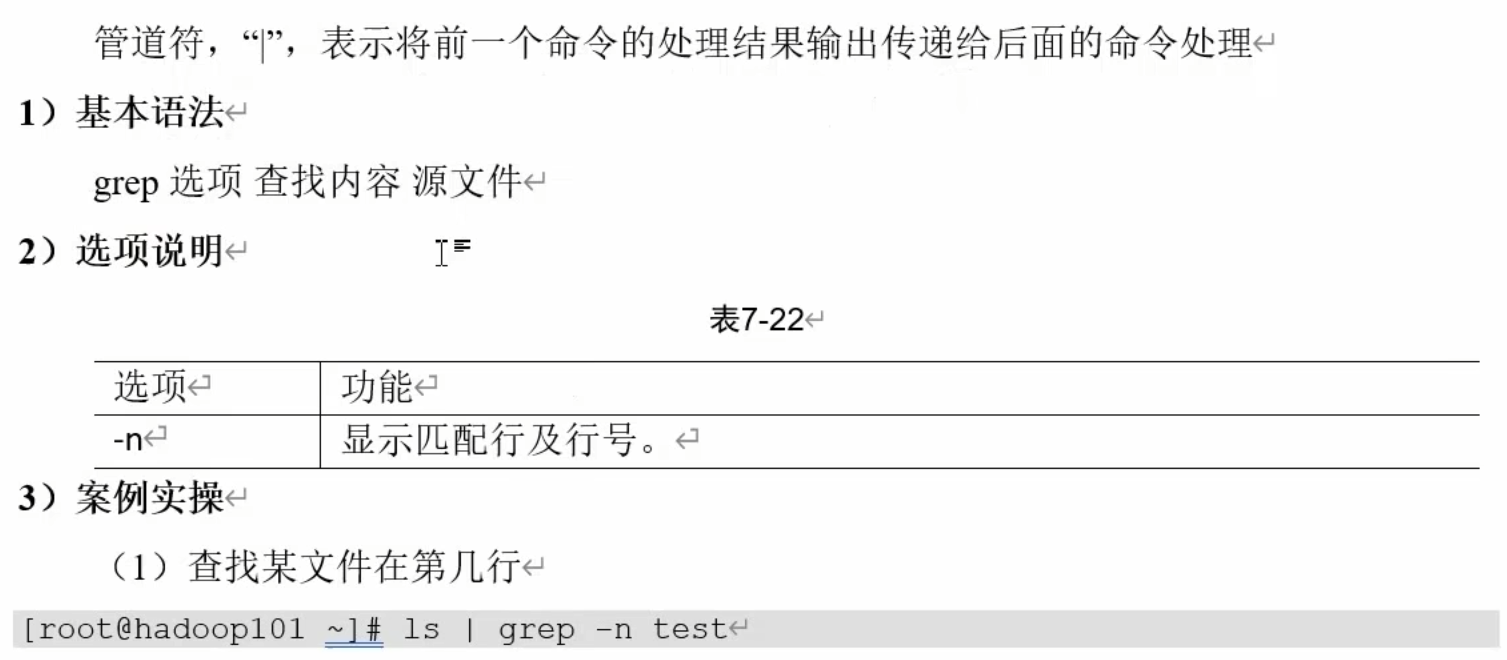 管道符，“|”，表示将前一个命令的处理结果输出传递给后面的命令处理
1）基本语法
grep 选项 查找内容 源文件
2）选项说明
表7-22
选项 功能
-n 显示匹配行及行号。
3）案例实操
（1）查找某文件在第几行
[root@hadoop101 ~]# ls | grep -n test